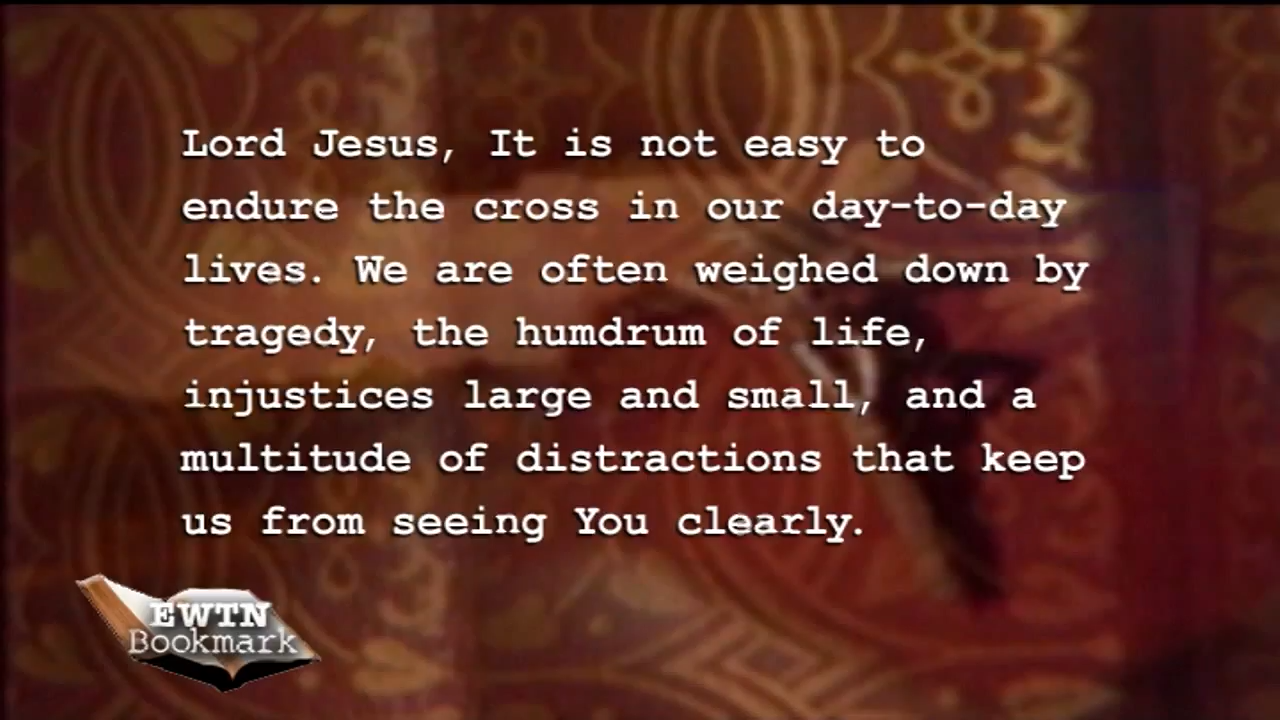 Lord Jesus, It is not easy to
endure the cross in our day-to-day
lives. We are often weighed down by
tragedy, the humdrum of life,
injustices large and small, and a
multitude of distractions that keep
us from seeing You clearly.
EWTN
Bookmark